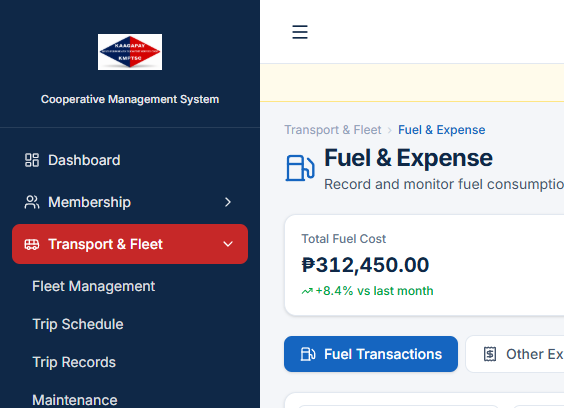 KAAGAPAY
KMFTSC
Cooperative Management System
Dashboard
Membership
Transport & Fleet
Fleet Management
Trip Schedule
Trip Records
Maintenance
Transport & Fleet > Fuel & Expense
Fuel & Expense
Record and monitor fuel consumptio
Total Fuel Cost
₱312,450.00
+8.4% vs last month
Fuel Transactions
Other Ex